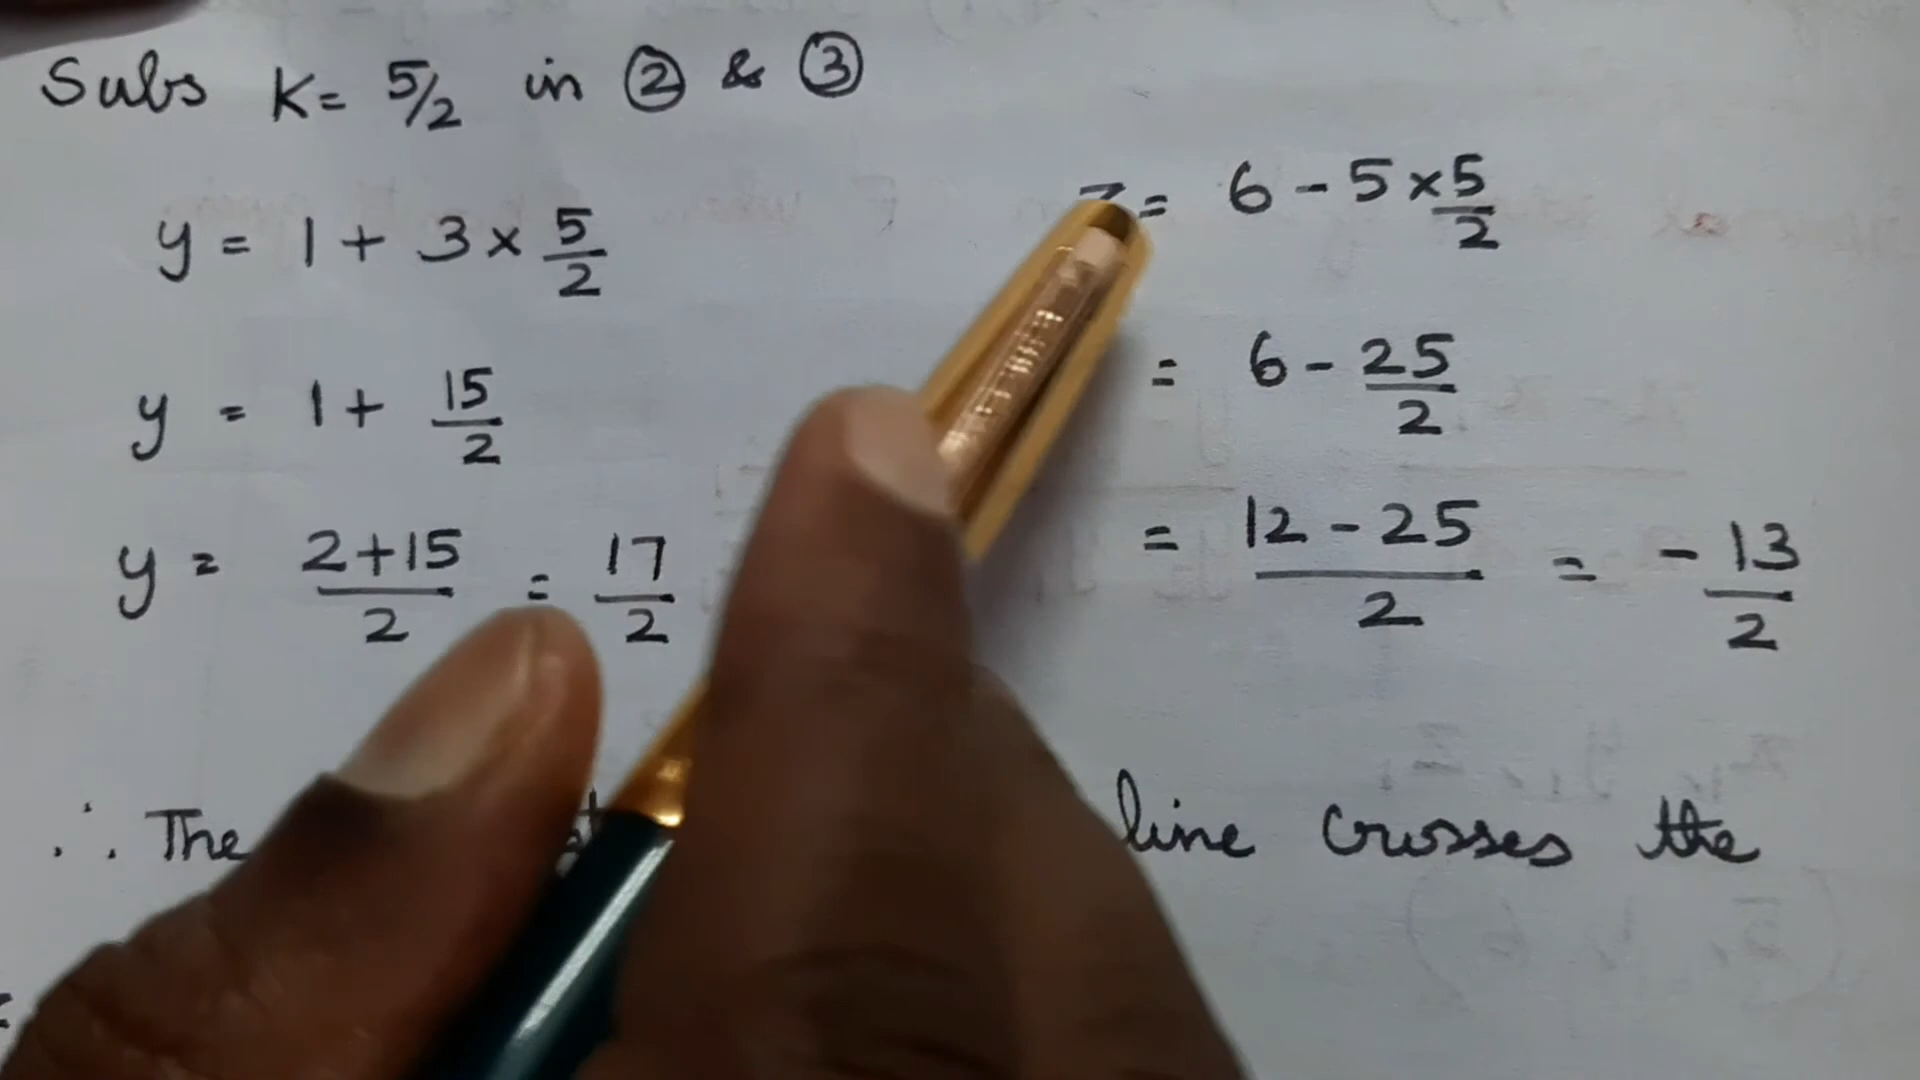 Subs K = 5/2 in ② & ③
y = 1 + 3 × 5/2
y = 1 + 15/2
y = (2+15)/2 = 17/2
z = 6 - 5 × 5/2
= 6 - 25/2
= (12 - 25)/2 = - 13/2
∴ The line crosses the